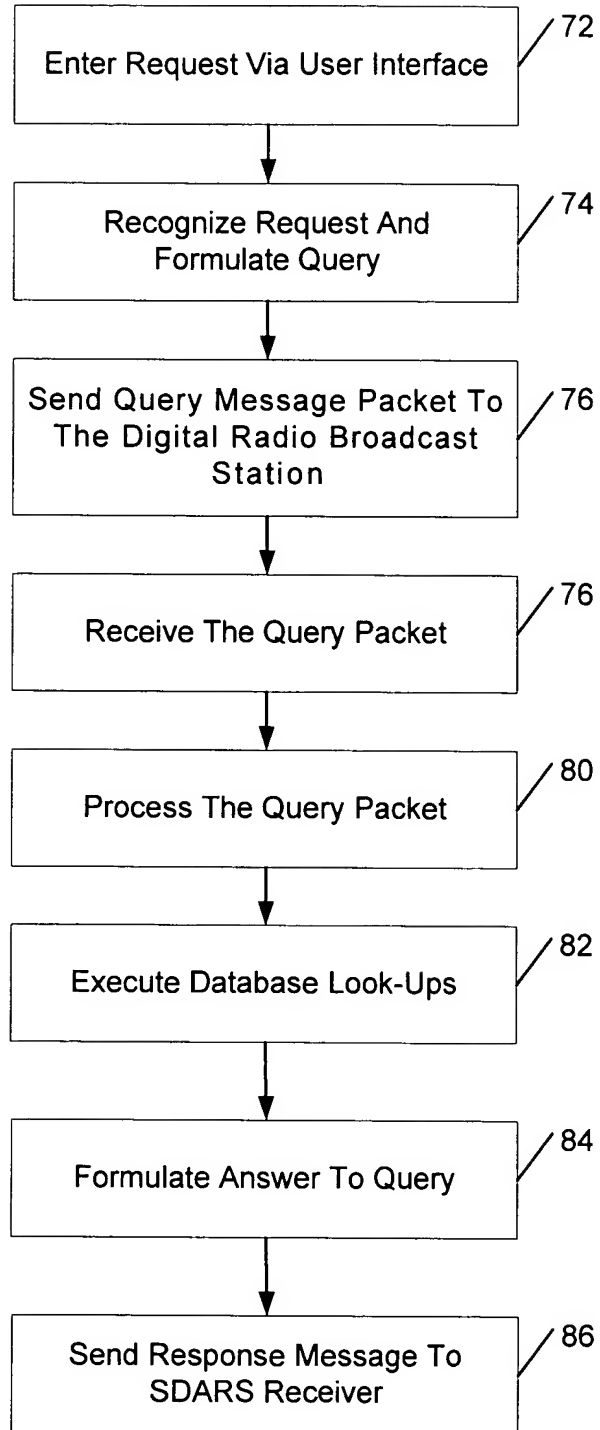 Enter Request Via User Interface
72
Recognize Request And
Formulate Query
74
Send Query Message Packet To
The Digital Radio Broadcast
Station
76
Receive The Query Packet
76
Process The Query Packet
80
Execute Database Look-Ups
82
Formulate Answer To Query
84
Send Response Message To
SDARS Receiver
86